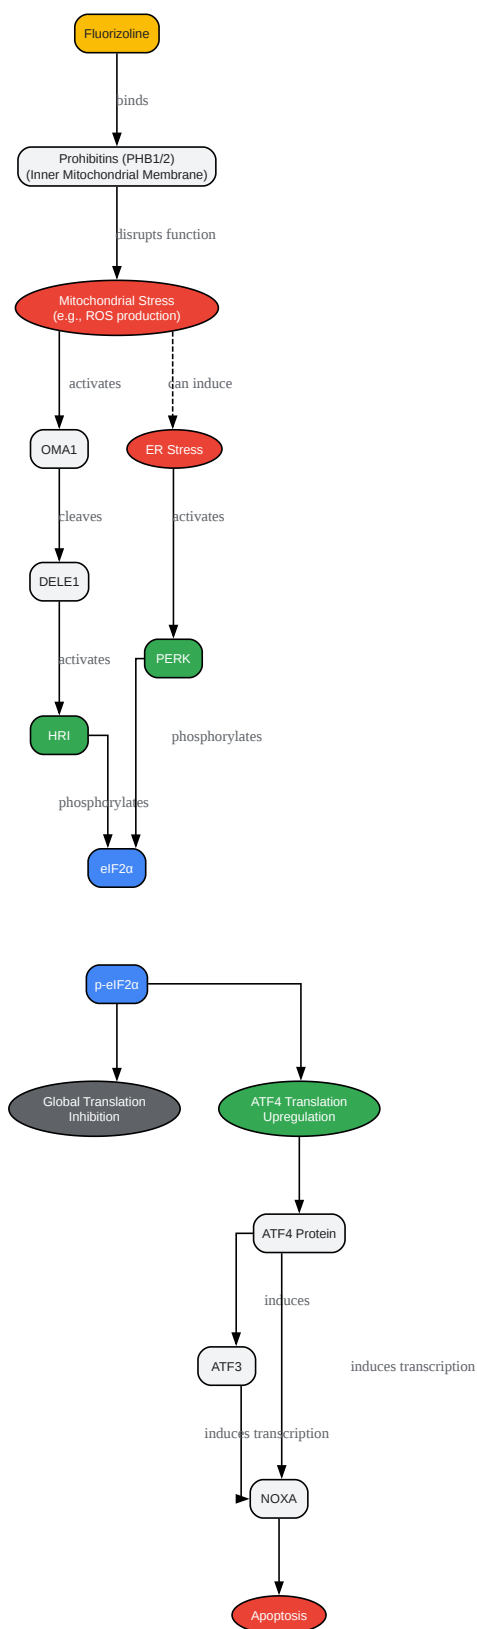 Fluorizoline
binds
Prohibitins (PHB1/2)
(Inner Mitochondrial Membrane)
disrupts function
Mitochondrial Stress
(e.g., ROS production)
activates
can induce
OMA1
ER Stress
cleaves
activates
DELE1
activates
PERK
HRI
phosphorylates
phosphorylates
eIF2α
p-eIF2α
Global Translation
Inhibition
ATF4 Translation
Upregulation
ATF4 Protein
induces
ATF3
induces transcription
induces transcription
NOXA
Apoptosis